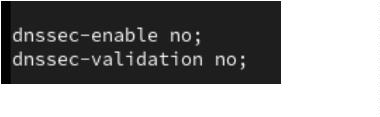 dnssec-enable no;
dnssec-validation no;